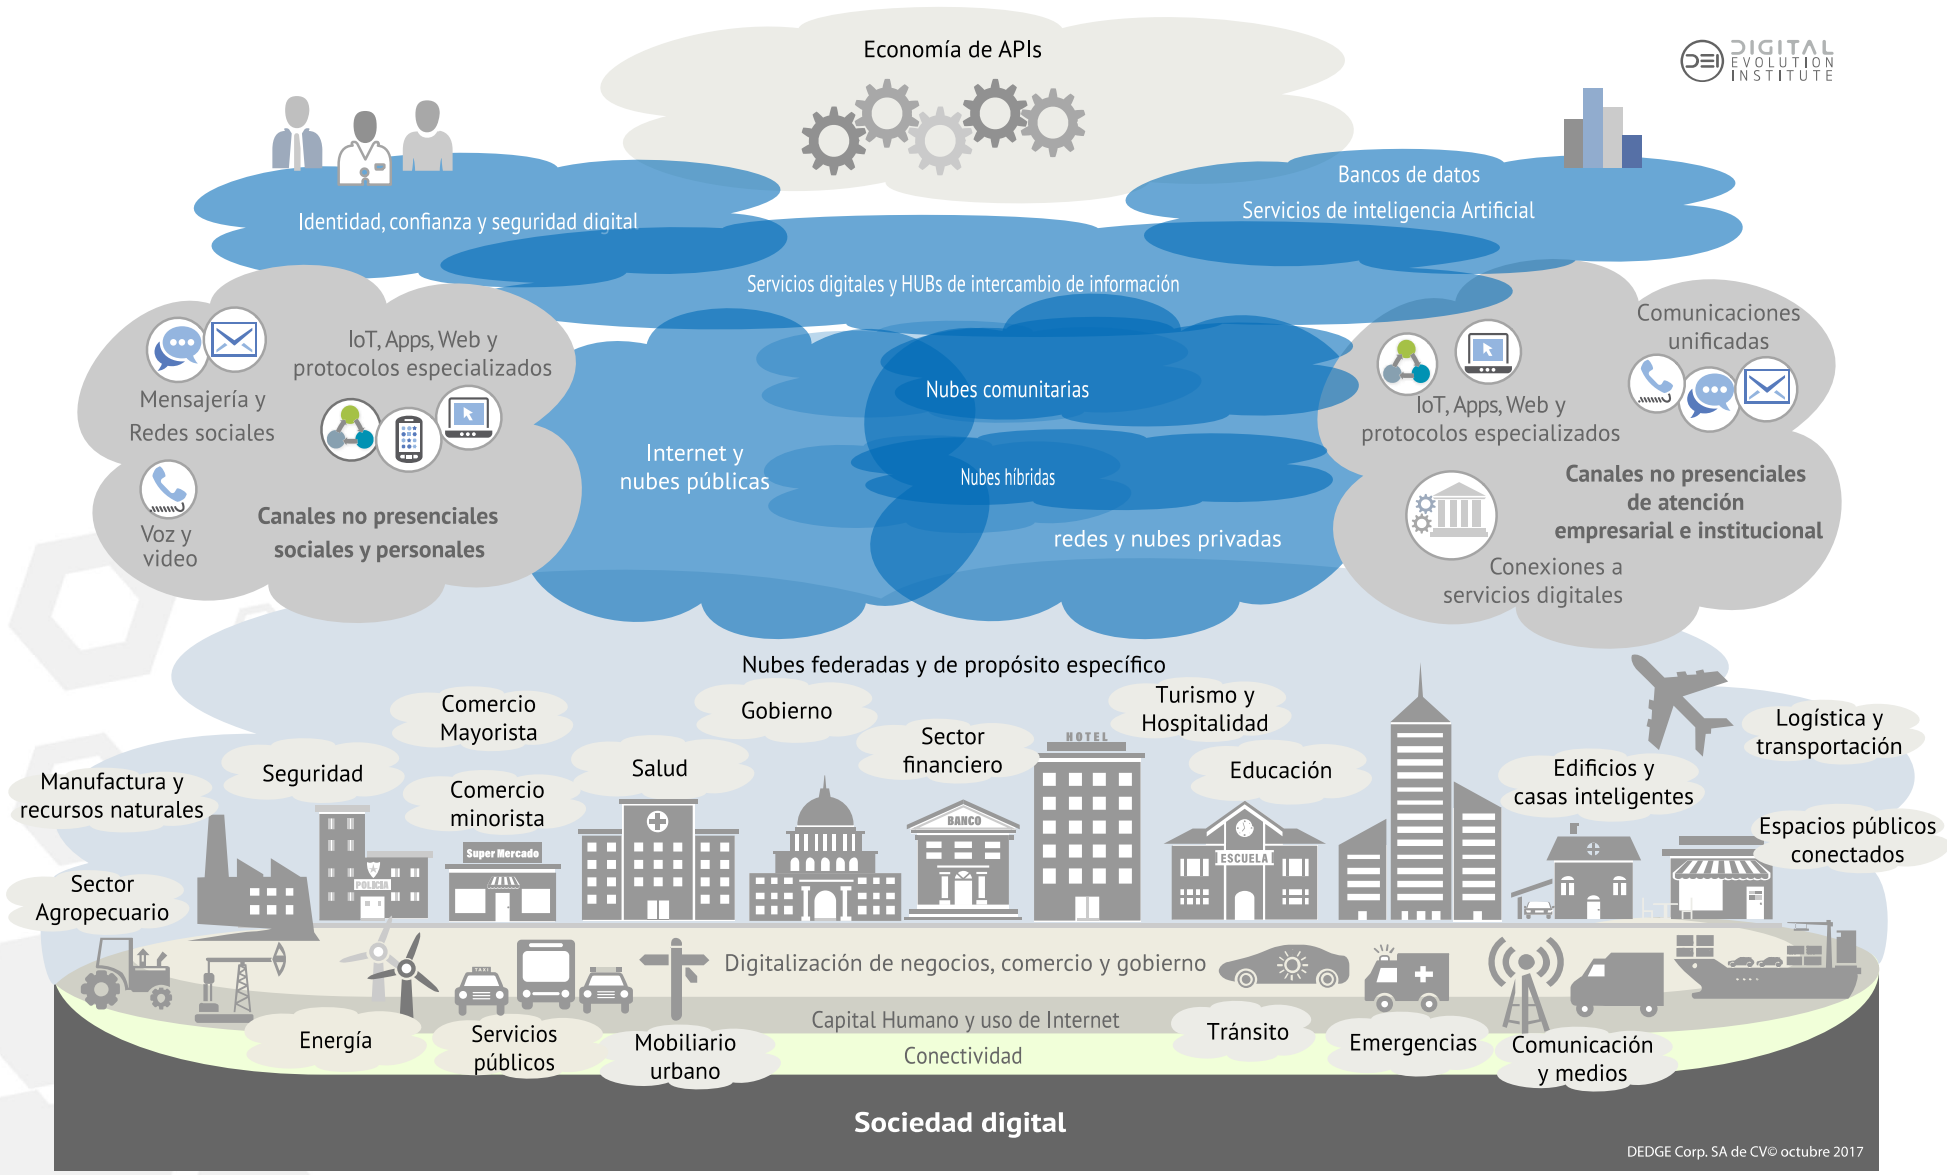 Economía de APIs
DEI DIGITAL
EVOLUTION
INSTITUTE
Bancos de datos
Servicios de inteligencia Artificial
Identidad, confianza y seguridad digital
Servicios digitales y HUBs de intercambio de información
Mensajería y
Redes sociales
IoT, Apps, Web y
protocolos especializados
Voz y
video
Canales no presenciales
sociales y personales
Internet y
nubes públicas
Nubes comunitarias
Nubes híbridas
redes y nubes privadas
Comunicaciones
unificadas
IoT, Apps, Web y
protocolos especializados
Canales no presenciales
de atención
empresarial e institucional
Conexiones a
servicios digitales
Nubes federadas y de propósito específico
Manufactura y
recursos naturales
Seguridad
Comercio
Mayorista
Comercio
minorista
Salud
Gobierno
Sector
financiero
Turismo y
Hospitalidad
Educación
Edificios y
casas inteligentes
Logística y
transportación
Espacios públicos
conectados
Sector
Agropecuario
POLICIA
Super Mercado
BANCO
HOTEL
ESCUELA
TAXI
Digitalización de negocios, comercio y gobierno
Capital Humano y uso de Internet
Conectividad
Energía
Servicios
públicos
Mobiliario
urbano
Tránsito
Emergencias
Comunicación
y medios
Sociedad digital
DEDGE Corp. SA de CV© octubre 2017